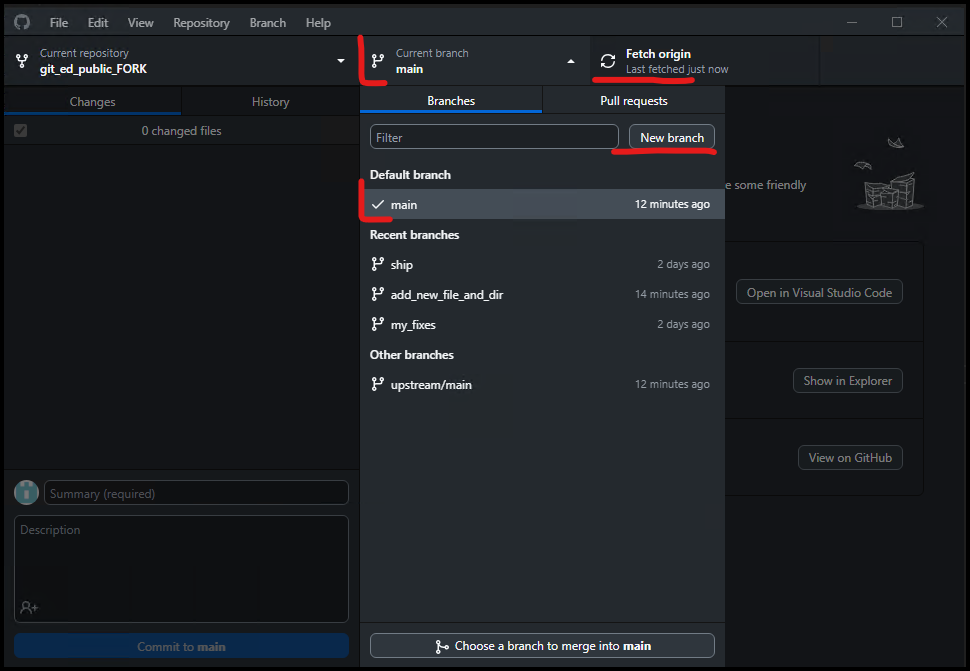 File Edit View Repository Branch Help
Current repository
git_ed_public_FORK
Current branch
main
Fetch origin
Last fetched just now
Changes History
0 changed files
Branches Pull requests
Filter New branch
Default branch
main 12 minutes ago
Recent branches
ship 2 days ago
add_new_file_and_dir 14 minutes ago
my_fixes 2 days ago
Other branches
upstream/main 12 minutes ago
Choose a branch to merge into main
e some friendly
Open in Visual Studio Code
Show in Explorer
View on GitHub
Summary (required)
Description
Commit to main